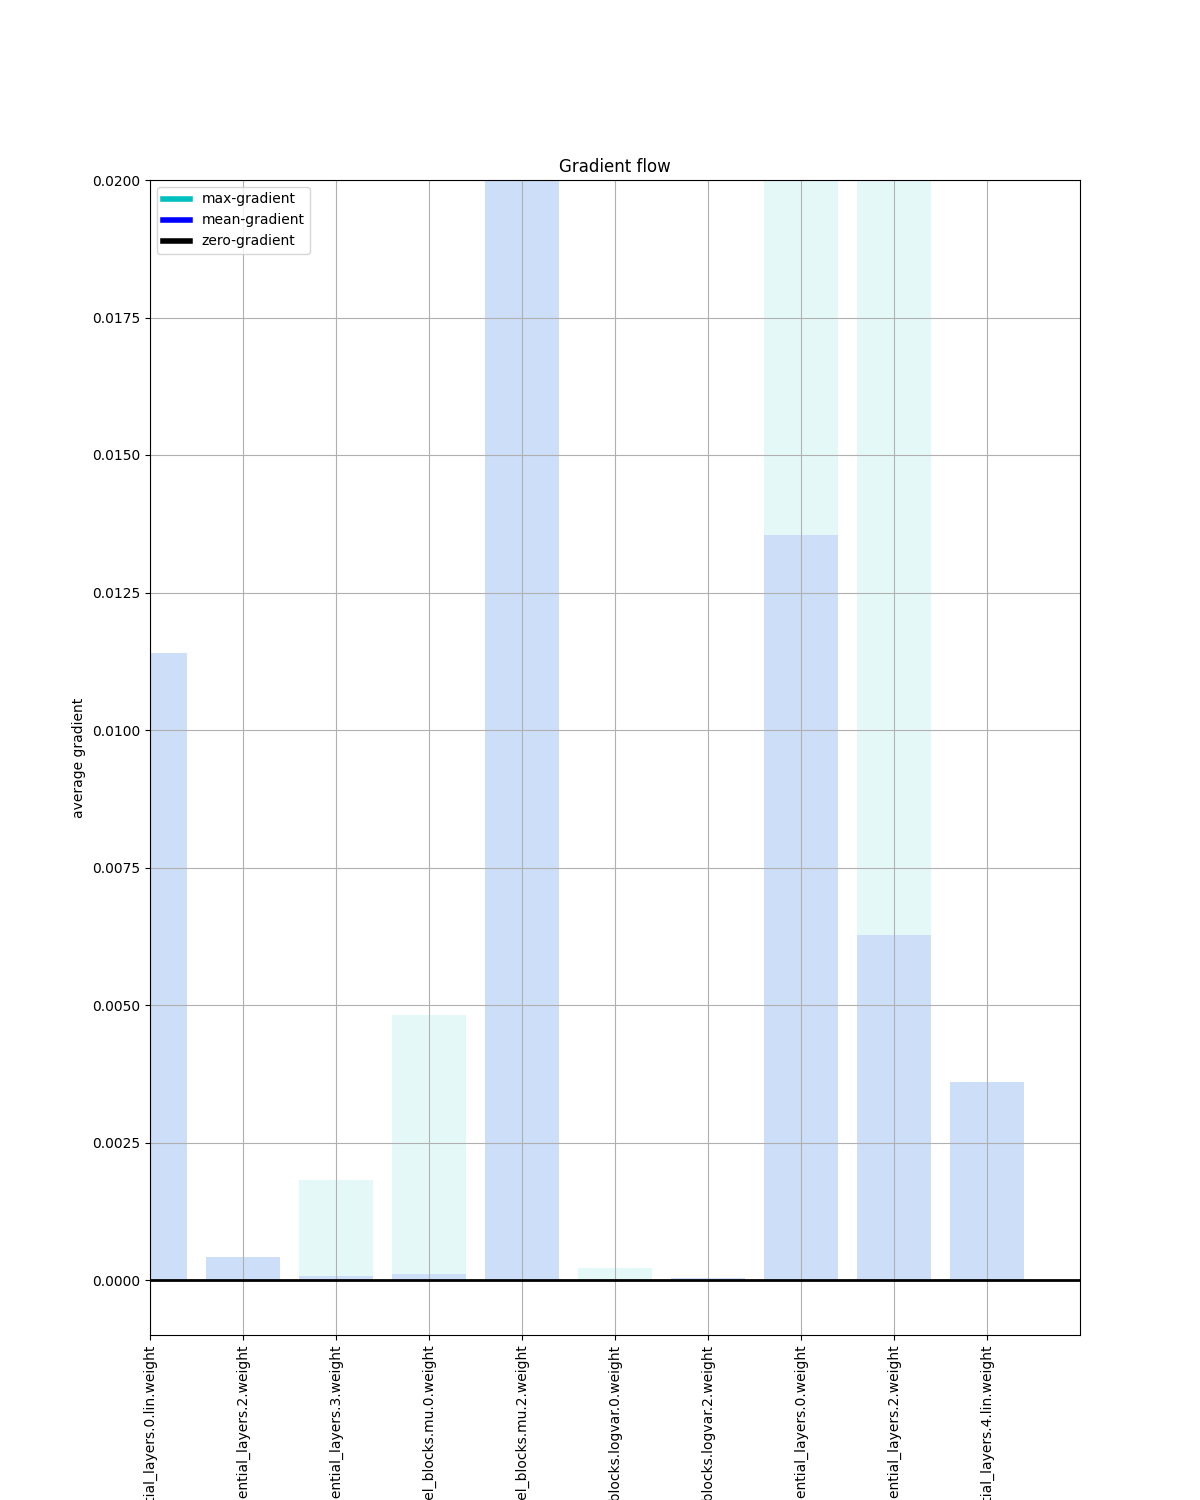 Gradient flow
max-gradient
mean-gradient
zero-gradient
0.0200
0.0175
0.0150
0.0125
0.0100
0.0075
0.0050
0.0025
0.0000
average gradient
tial_layers.0.lin.weight
ential_layers.2.weight
ential_layers.3.weight
el_blocks.mu.0.weight
el_blocks.mu.2.weight
blocks.logvar.0.weight
blocks.logvar.2.weight
ential_layers.0.weight
ential_layers.2.weight
tial_layers.4.lin.weight